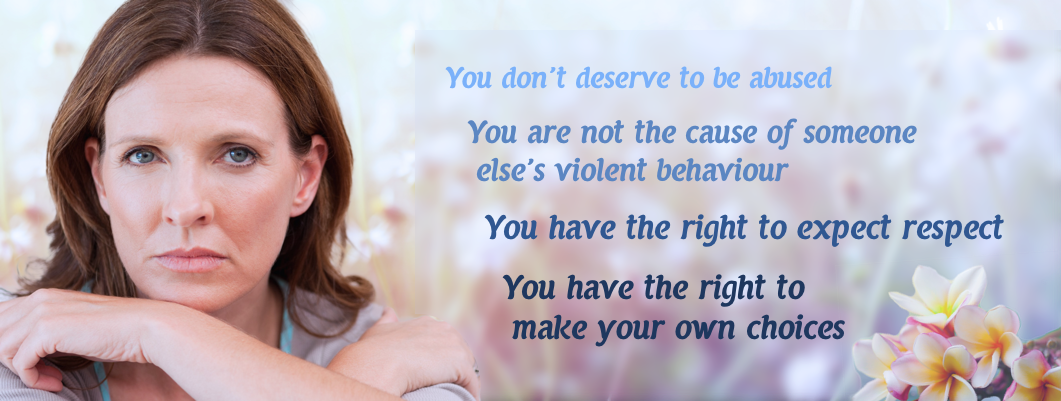 You don't deserve to be abused
You are not the cause of someone
else's violent behaviour
You have the right to expect respect
You have the right to
make your own choices